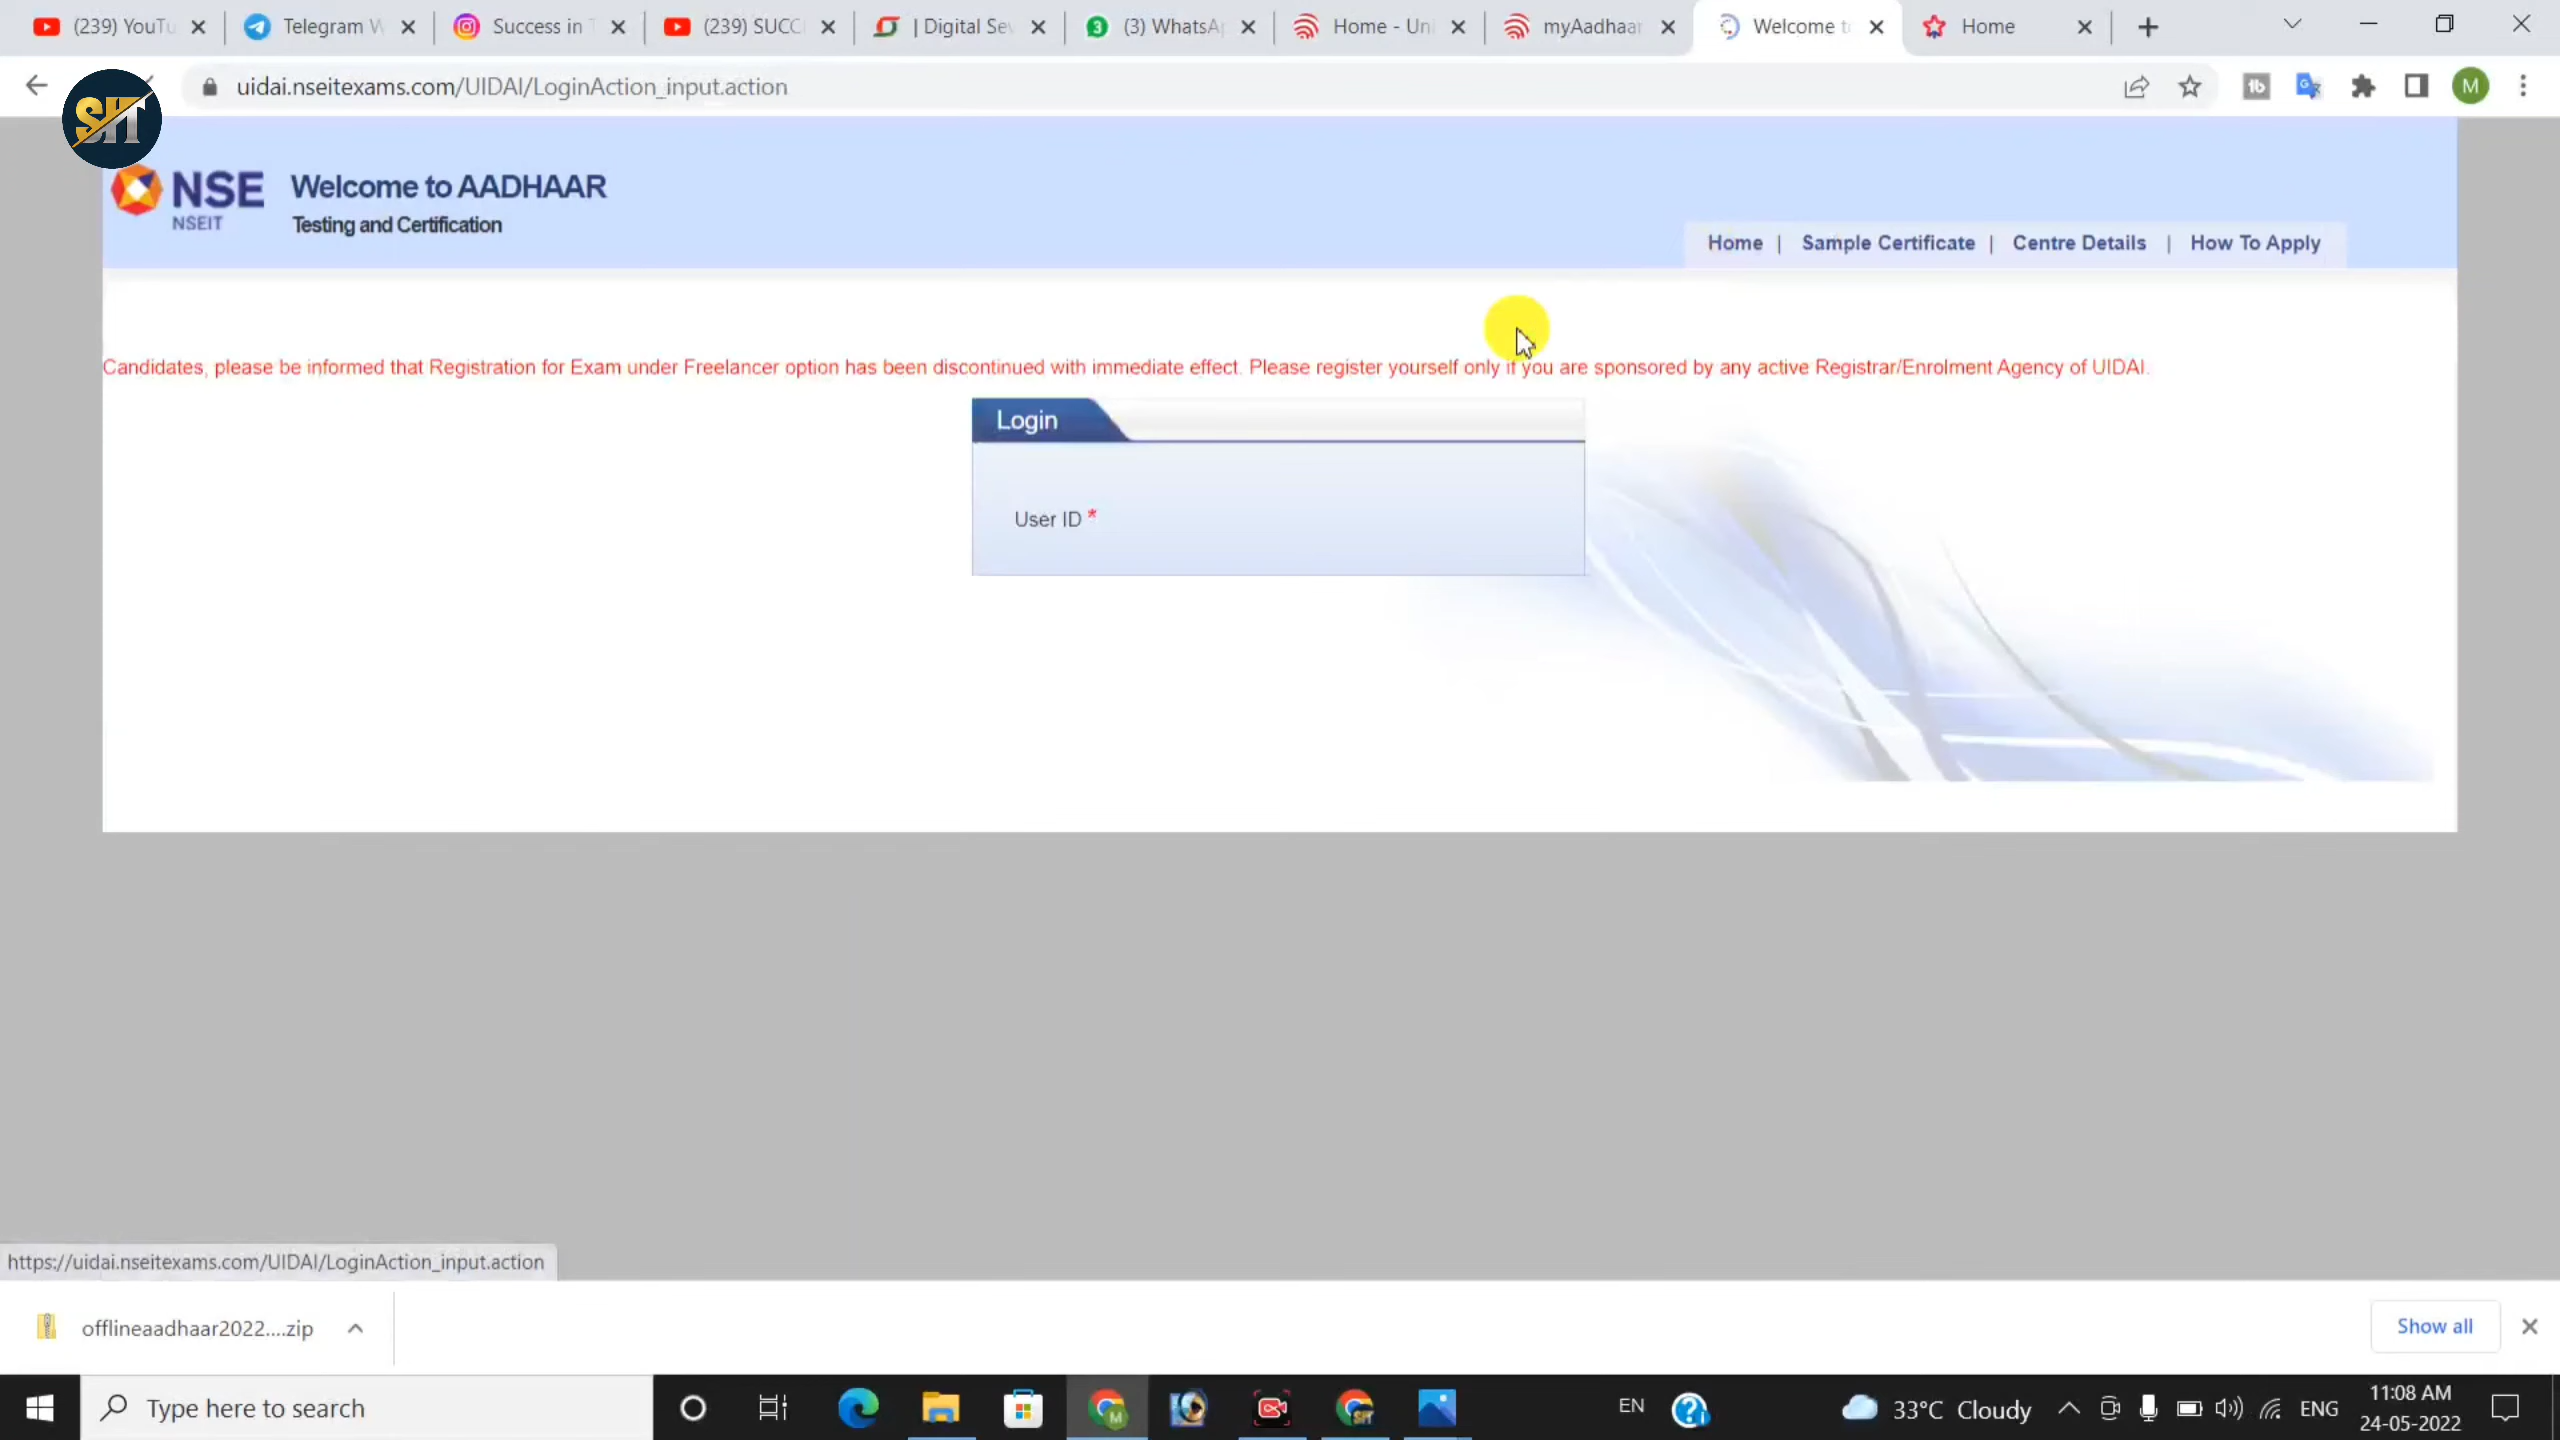 (239) YouTu
Telegram W
Success in T
(239) SUCC
| Digital Sev
3
(3) WhatsAp
Home - Uni
myAadhaar
Welcome to
Home
uidai.nseitexams.com/UIDAI/LoginAction_input.action
M
SIT
NSE
NSEIT
Welcome to AADHAAR
Testing and Certification
Home | Sample Certificate | Centre Details | How To Apply
Candidates, please be informed that Registration for Exam under Freelancer option has been discontinued with immediate effect. Please register yourself only if you are sponsored by any active Registrar/Enrolment Agency of UIDAI.
Login
User ID *
https://uidai.nseitexams.com/UIDAI/LoginAction_input.action
offlineaadhaar2022....zip
Show all
Type here to search
EN
33°C Cloudy
ENG
11:08 AM
24-05-2022